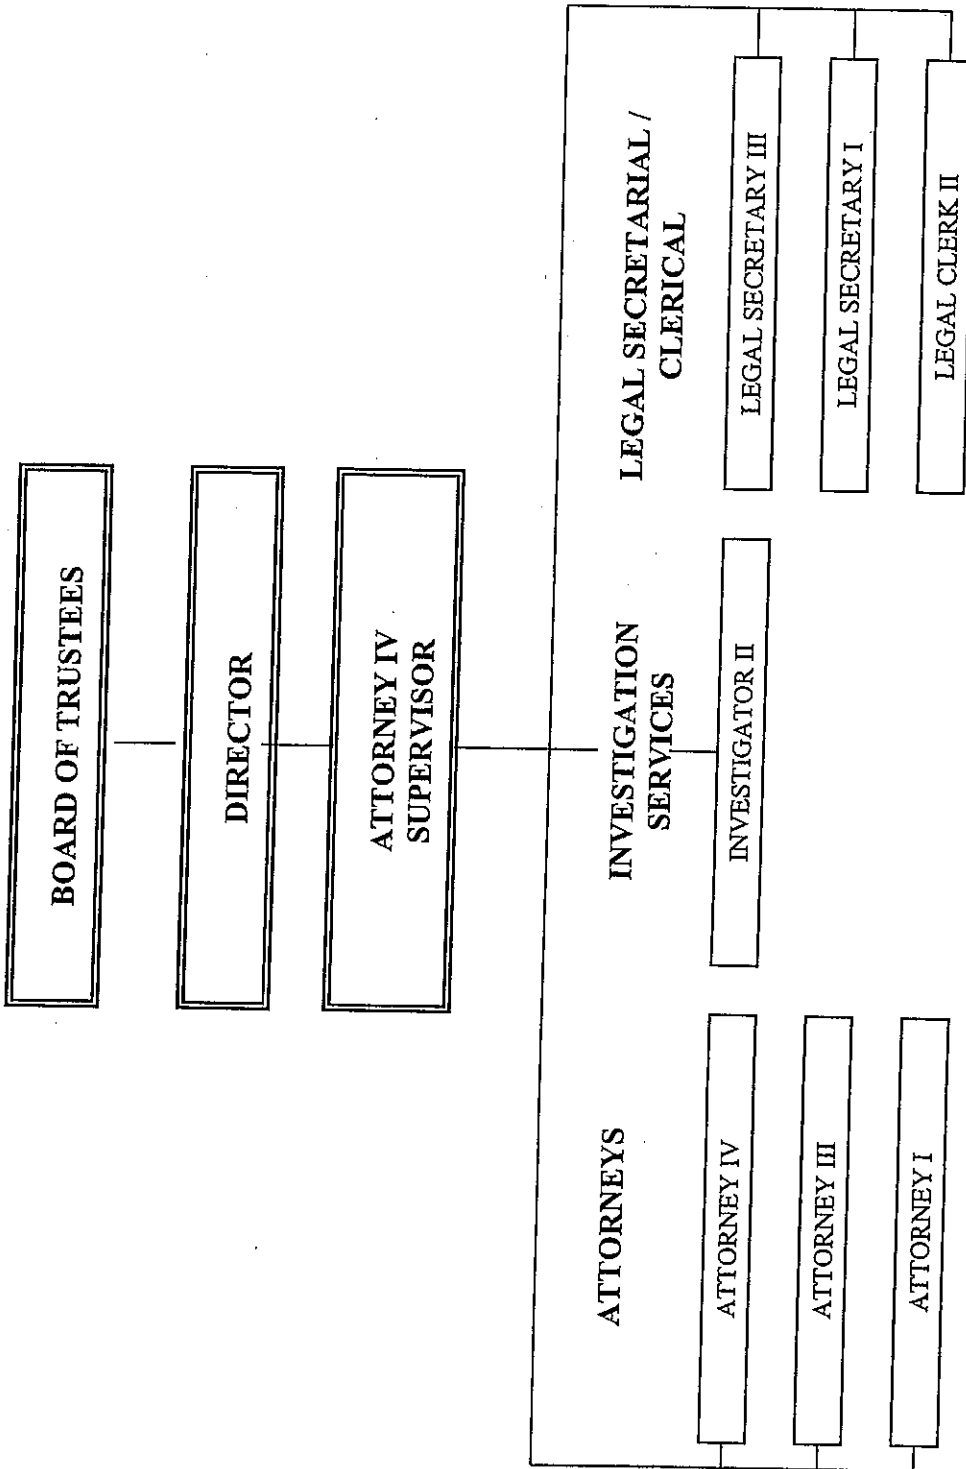 BOARD OF TRUSTEES
DIRECTOR
ATTORNEY IV
SUPERVISOR
ATTORNEYS
ATTORNEY IV
ATTORNEY III
ATTORNEY I
INVESTIGATION
SERVICES
INVESTIGATOR II
LEGAL SECRETARIAL /
CLERICAL
LEGAL SECRETARY III
LEGAL SECRETARY I
LEGAL CLERK II